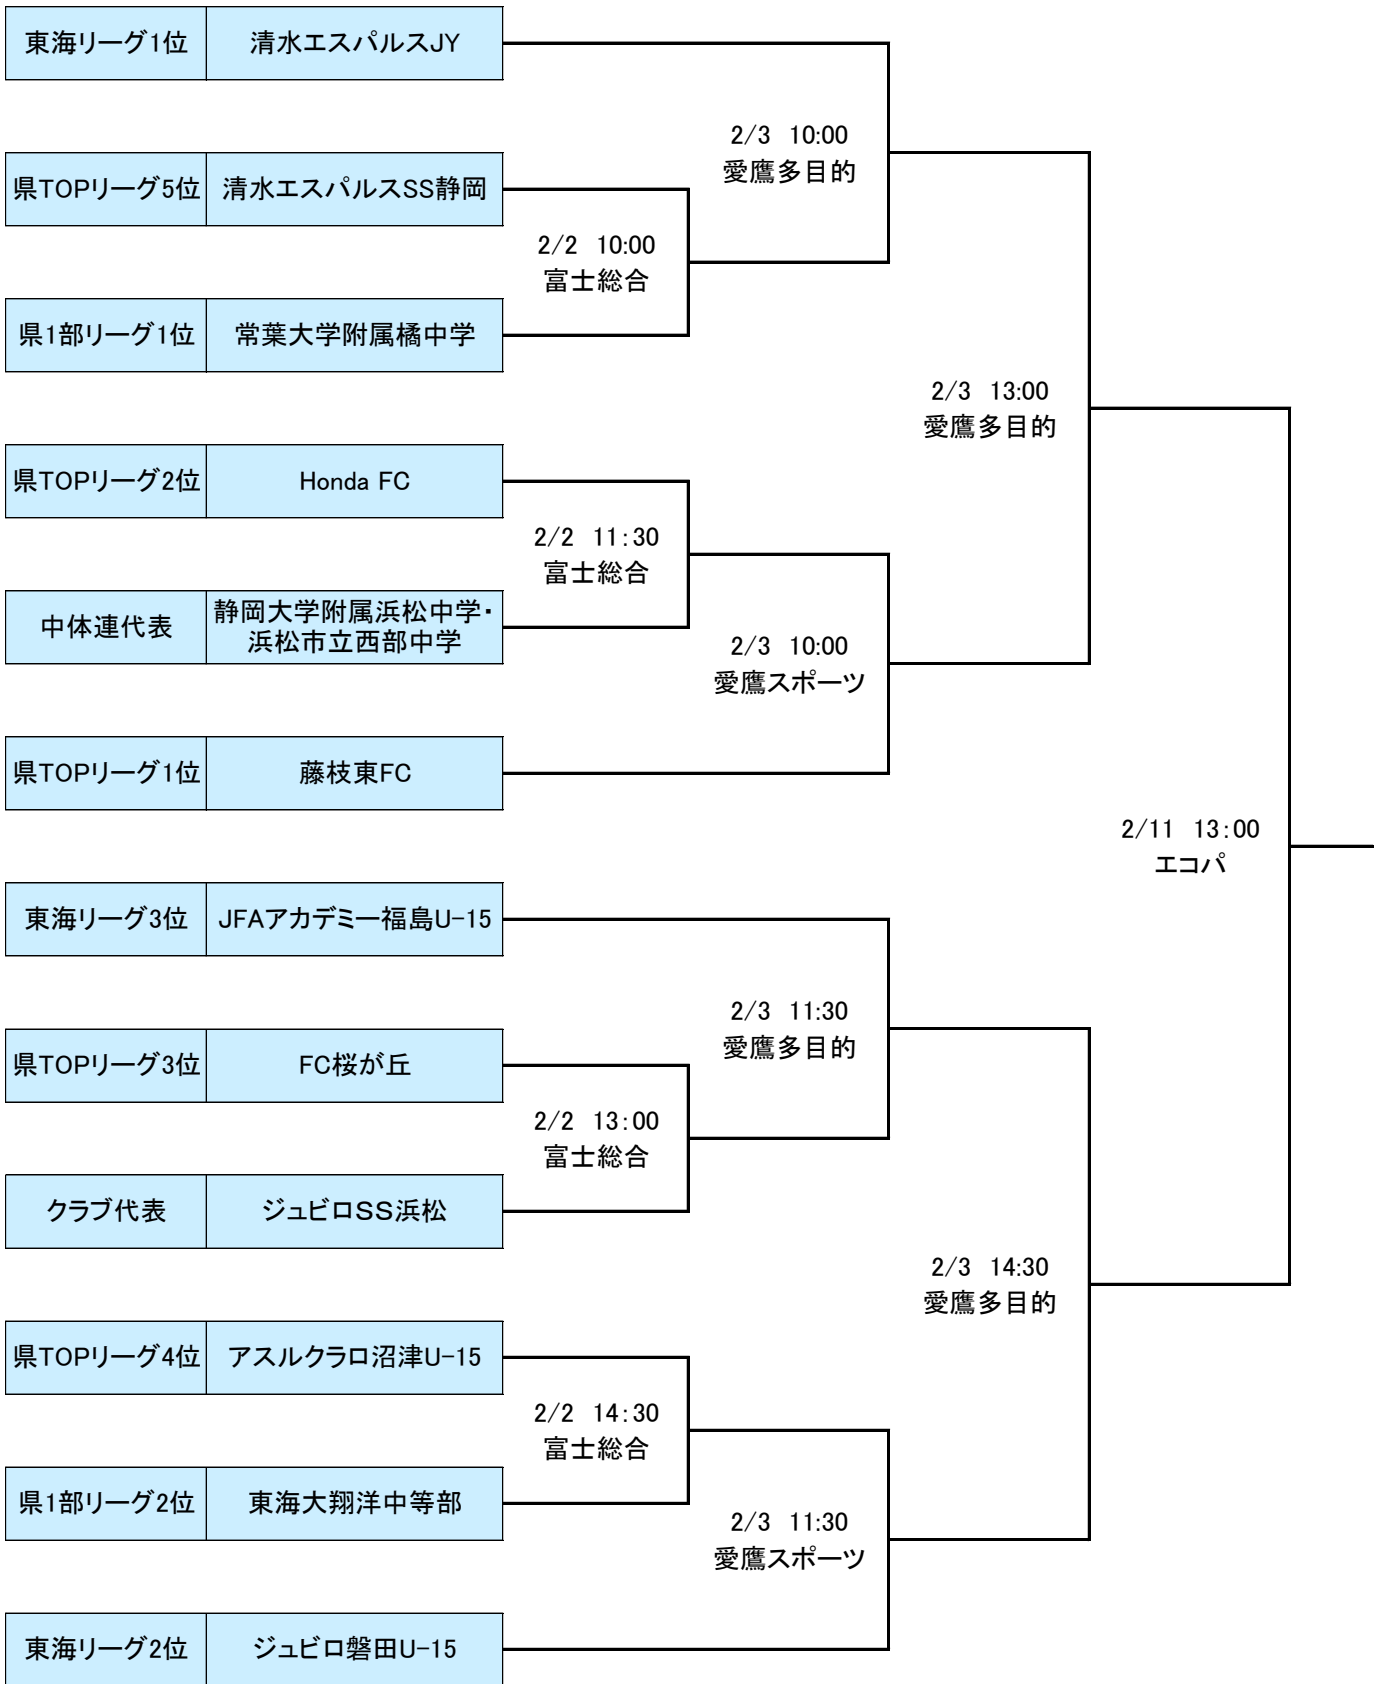 東海リーグ1位 清水エスパルスJY
2/3 10:00
愛鷹多目的
県TOPリーグ5位 清水エスパルスSS静岡
2/2 10:00
富士総合
県1部リーグ1位 常葉大学附属橘中学
2/3 13:00
愛鷹多目的
県TOPリーグ2位 Honda FC
2/2 11:30
富士総合
中体連代表 静岡大学附属浜松中学・
浜松市立西部中学
2/3 10:00
愛鷹スポーツ
県TOPリーグ1位 藤枝東FC
2/11 13:00
エコパ
東海リーグ3位 JFAアカデミー福島U-15
2/3 11:30
愛鷹多目的
県TOPリーグ3位 FC桜が丘
2/2 13:00
富士総合
クラブ代表 ジュビロSS浜松
2/3 14:30
愛鷹多目的
県TOPリーグ4位 アスルクラロ沼津U-15
2/2 14:30
富士総合
県1部リーグ2位 東海大翔洋中等部
2/3 11:30
愛鷹スポーツ
東海リーグ2位 ジュビロ磐田U-15